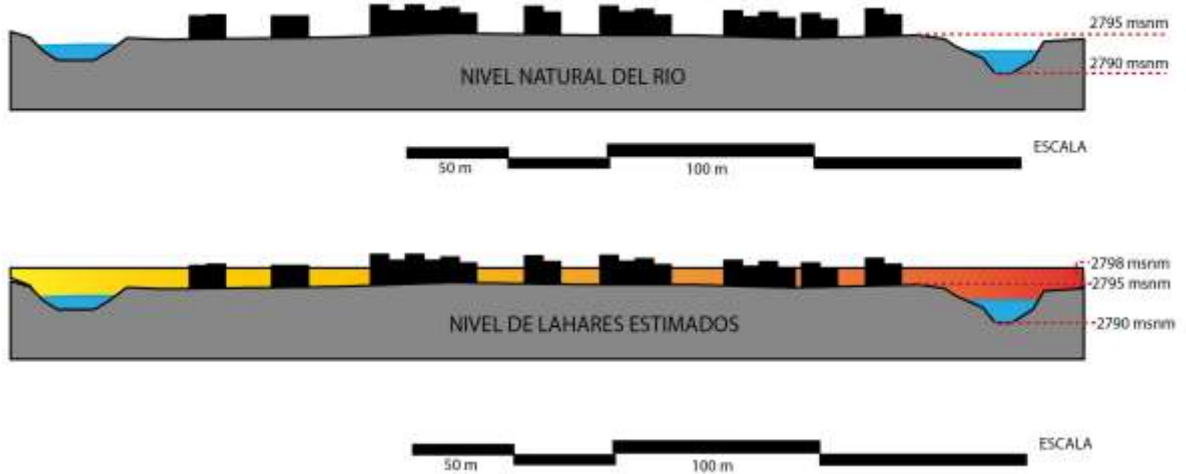 2795 msnm
2790 msnm
NIVEL NATURAL DEL RIO
ESCALA
50 m
100 m
2798 msnm
2795 msnm
2790 msnm
NIVEL DE LAHARES ESTIMADOS
ESCALA
50 m
100 m